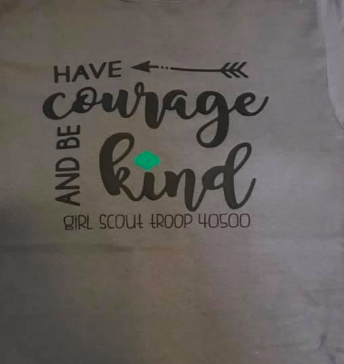 HAVE
courage
AND BE
kind
GIRL SCOUt tROOP 40500